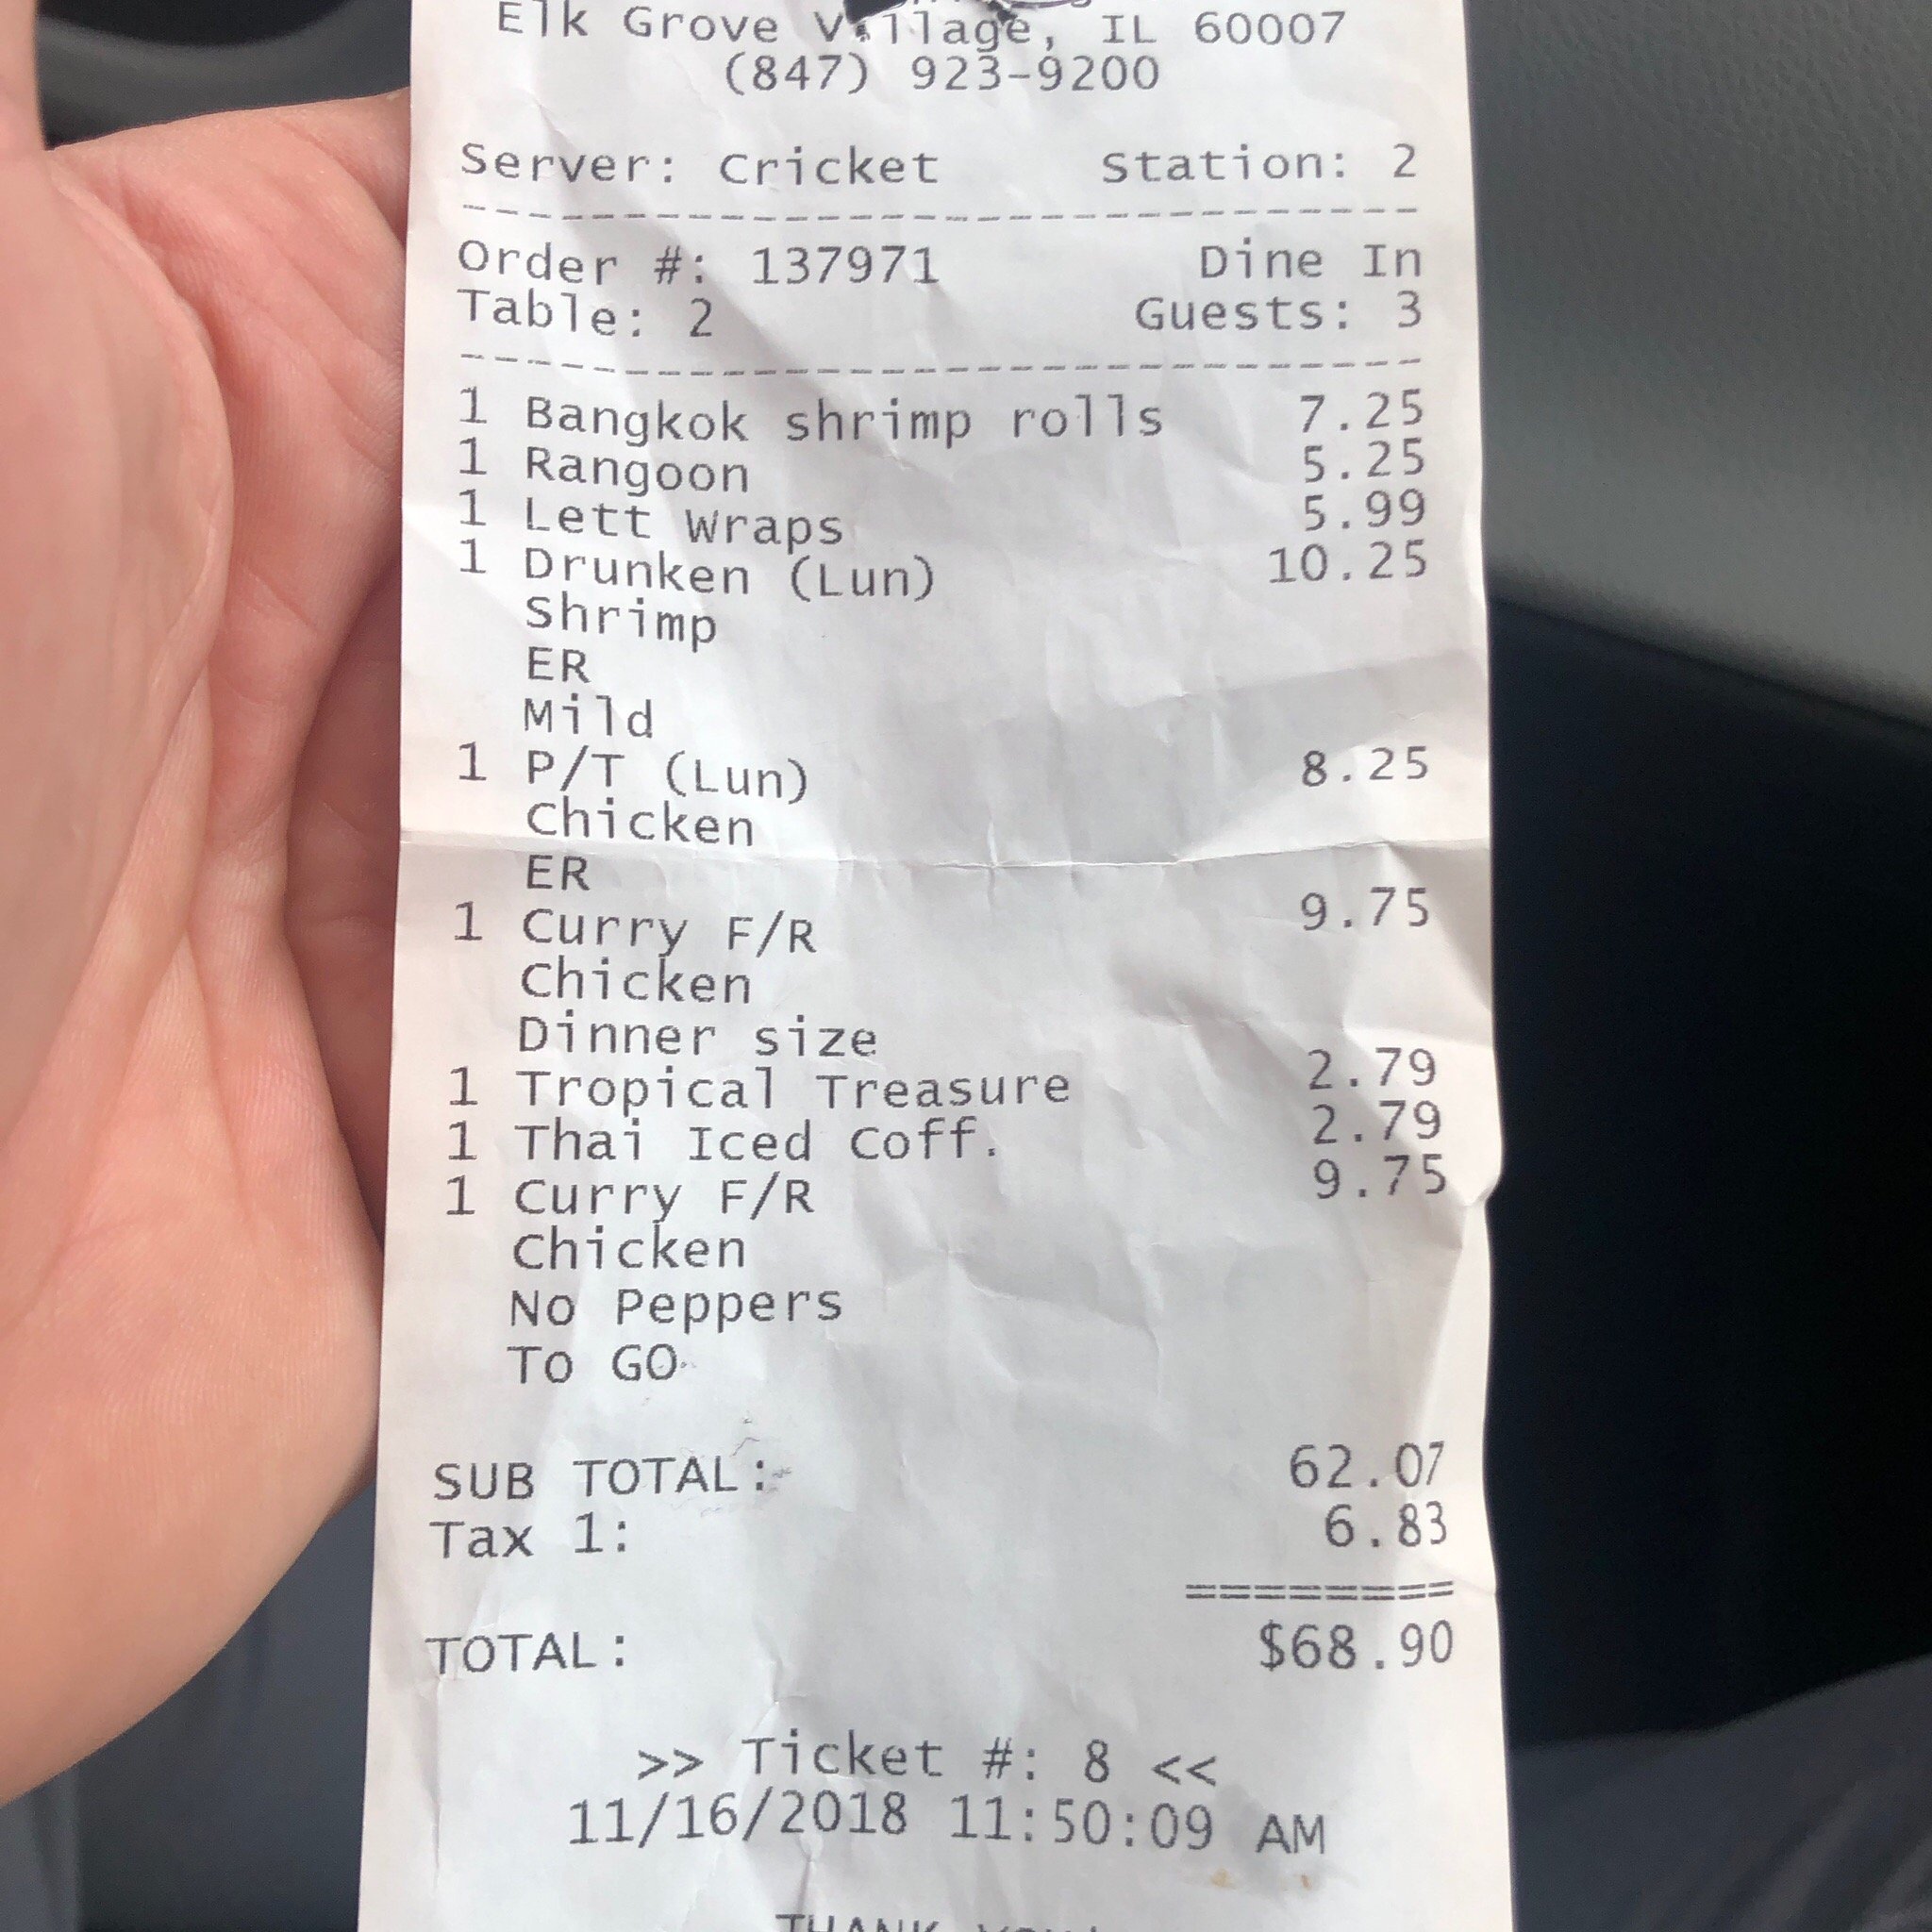 Elk Grove Village, IL 60007
(847) 923-9200
Server: Cricket Station: 2
--------------------------------
Order #: 137971 Dine In
Table: 2 Guests: 3
--------------------------------
1 Bangkok shrimp rolls 7.25
1 Rangoon 5.25
1 Lett Wraps 5.99
1 Drunken (Lun) 10.25
Shrimp
ER
Mild
1 P/T (Lun) 8.25
Chicken
ER
1 Curry F/R 9.75
Chicken
Dinner size
1 Tropical Treasure 2.79
1 Thai Iced Coff. 2.79
1 Curry F/R 9.75
Chicken
No Peppers
To GO
SUB TOTAL: 62.07
Tax 1: 6.83
========
TOTAL: $68.90
>> Ticket #: 8 <<
11/16/2018 11:50:09 AM
THANK YOU!